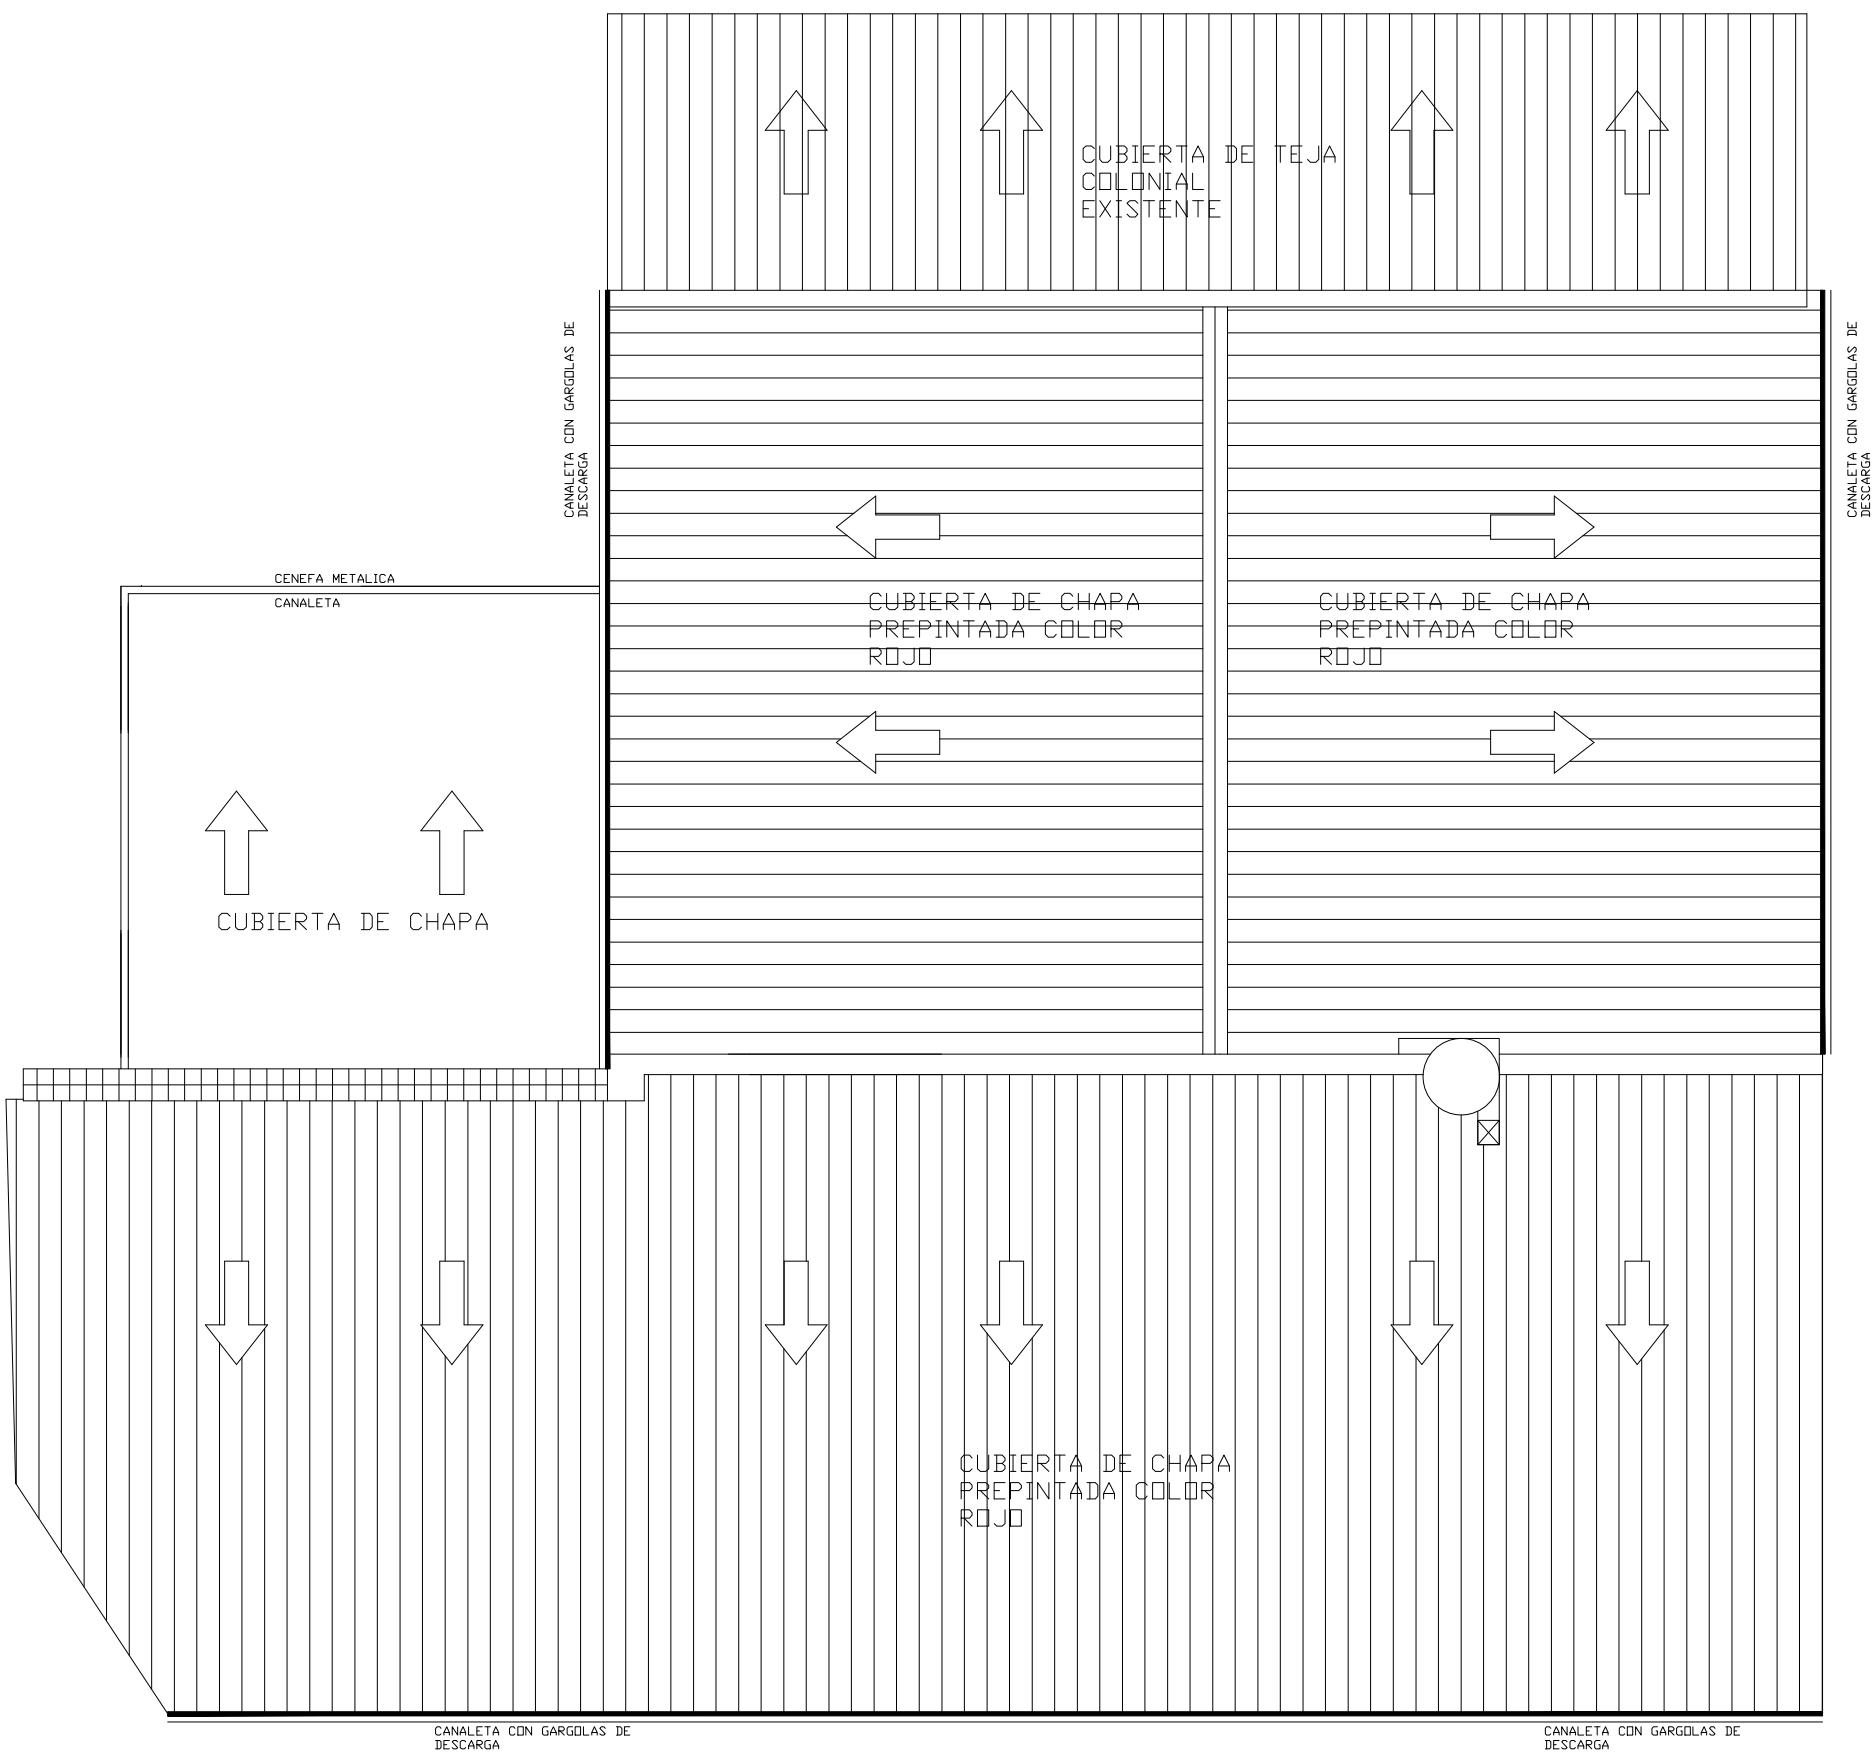 CUBIERTA DE TEJA
COLONIAL
EXISTENTE
CANALETA CON GARGOLAS DE
DESCARGA
CANALETA CON GARGOLAS DE
DESCARGA
CENEFA METALICA
CANALETA
CUBIERTA DE CHAPA
PREPINTADA COLOR
ROJO
CUBIERTA DE CHAPA
PREPINTADA COLOR
ROJO
CUBIERTA DE CHAPA
CUBIERTA DE CHAPA
PREPINTADA COLOR
ROJO
CANALETA CON GARGOLAS DE
DESCARGA
CANALETA CON GARGOLAS DE
DESCARGA